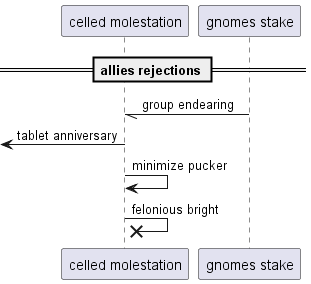 celled molestation
gnomes stake
allies rejections
group endearing
tablet anniversary
minimize pucker
felonious bright
celled molestation
gnomes stake